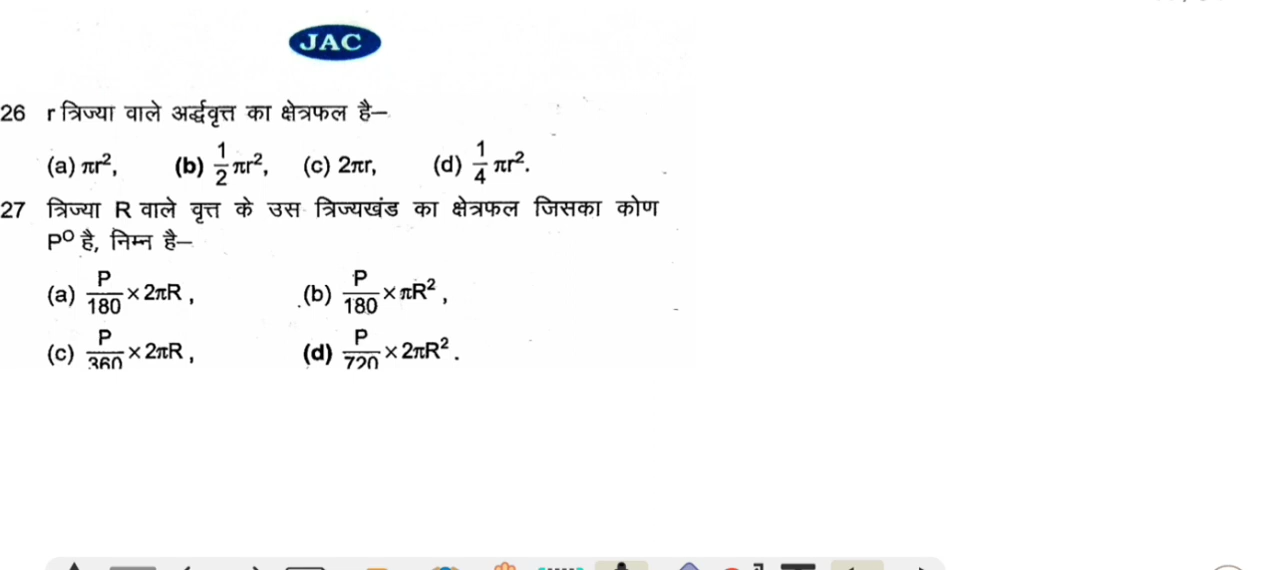 JAC
26 r त्रिज्या वाले अर्द्धवृत्त का क्षेत्रफल है—
(a) πr², (b) 1/2 πr², (c) 2πr, (d) 1/4 πr².
27 त्रिज्या R वाले वृत्त के उस त्रिज्यखंड का क्षेत्रफल जिसका कोण
P⁰ है, निम्न है—
(a) P/180 × 2πR , (b) P/180 × πR² ,
(c) P/360 × 2πR , (d) P/720 × 2πR² .